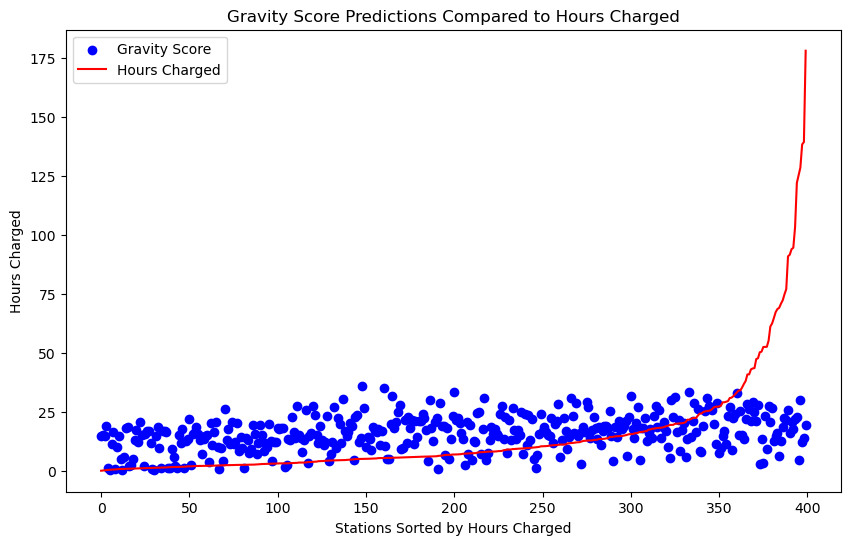 Gravity Score Predictions Compared to Hours Charged
Gravity Score
Hours Charged
175
150
125
100
75
50
25
0
Hours Charged
0 50 100 150 200 250 300 350 400
Stations Sorted by Hours Charged